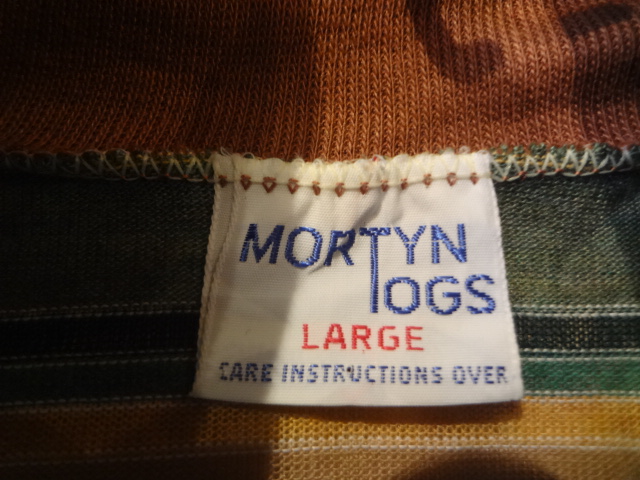 MORTYN
TOGS
LARGE
CARE INSTRUCTIONS OVER